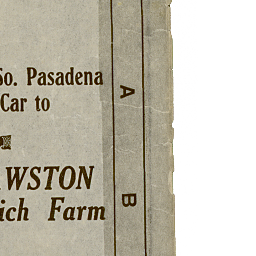 So. Pasadena
Car to
WSTON
ich Farm
A
B